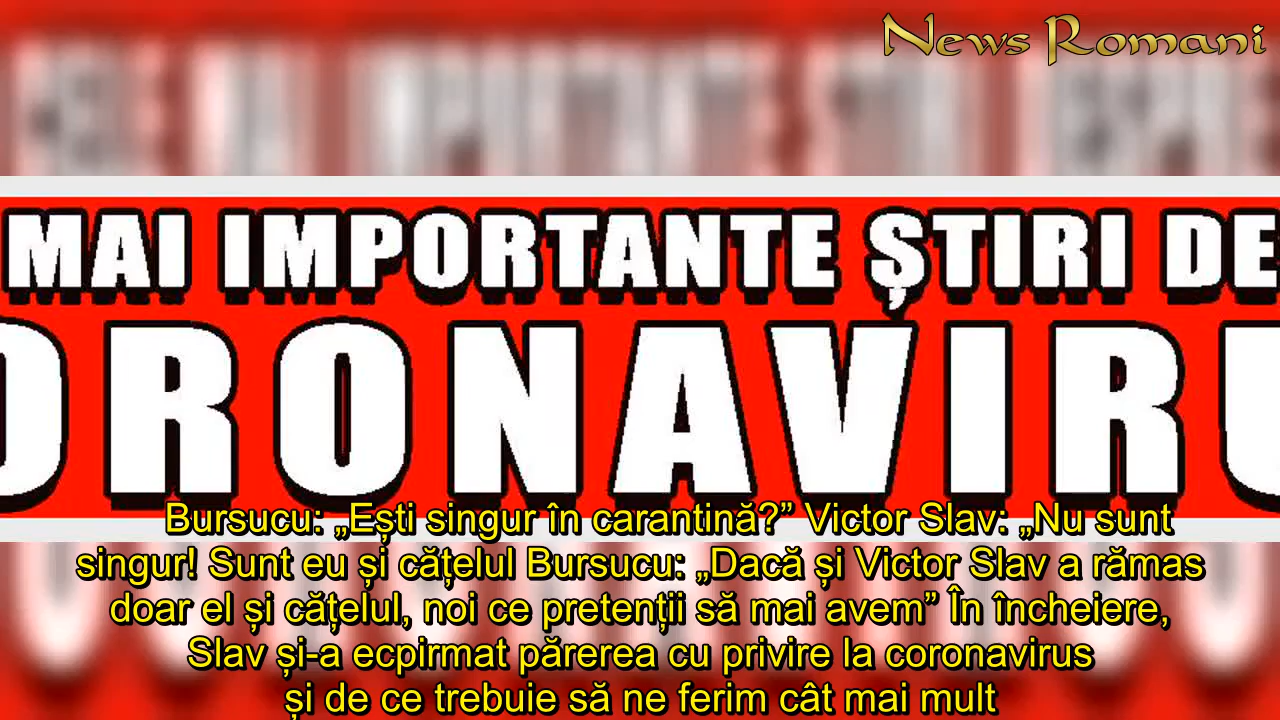 News Romani
MAI IMPORTANTE ȘTIRI DE
ORONAVIRU
Bursucu: „Ești singur în carantină?” Victor Slav: „Nu sunt
singur! Sunt eu și cățelul Bursucu: „Dacă și Victor Slav a rămas
doar el și cățelul, noi ce pretenții să mai avem” În încheiere,
Slav și-a ecpirmat părerea cu privire la coronavirus
și de ce trebuie să ne ferim cât mai mult